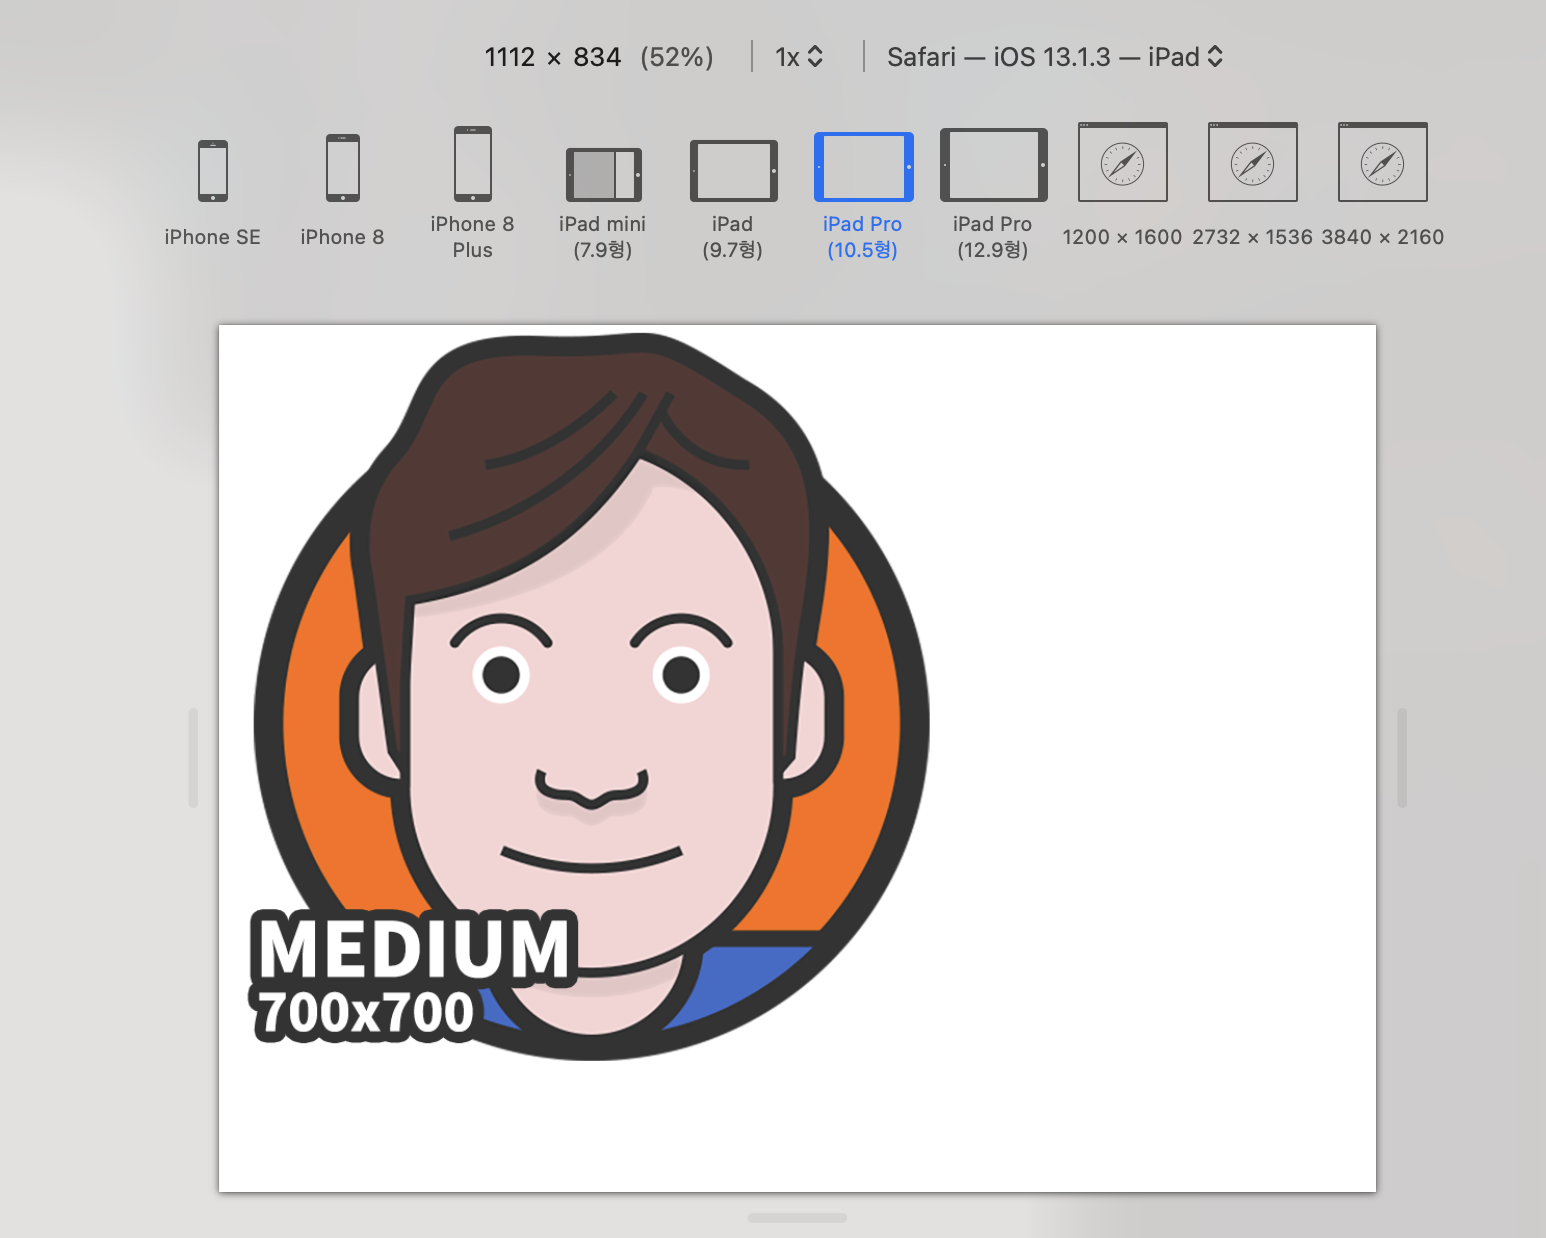 1112 × 834 (52%) 1x Safari — iOS 13.1.3 — iPad
iPhone SE
iPhone 8
iPhone 8
Plus
iPad mini
(7.9형)
iPad
(9.7형)
iPad Pro
(10.5형)
iPad Pro
(12.9형)
1200 × 1600
2732 × 1536
3840 × 2160
MEDIUM
700x700